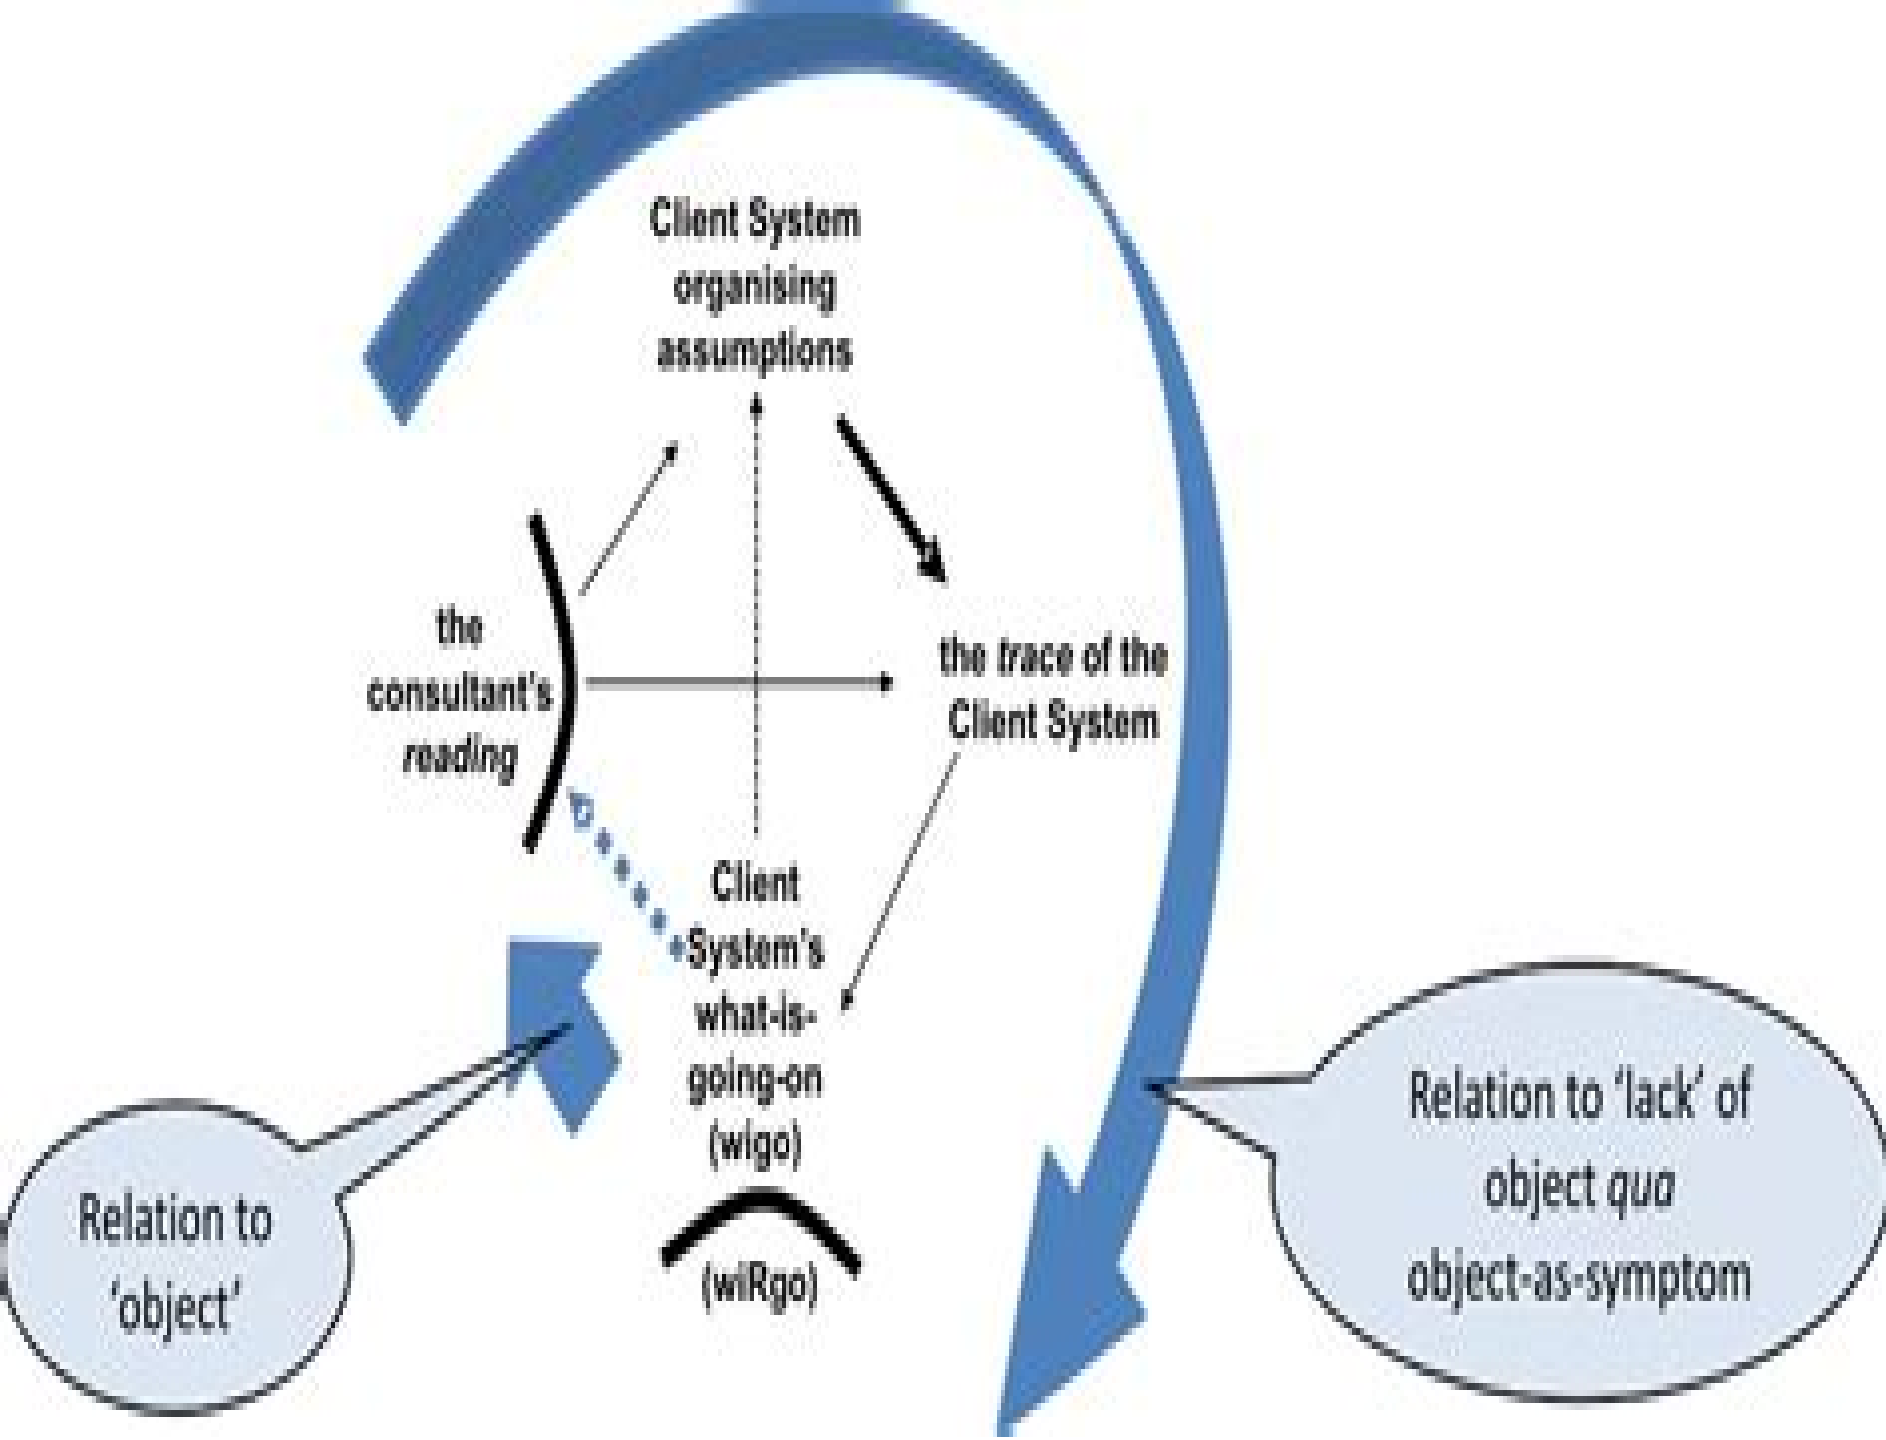 Client System
organising
assumptions
the
consultant's
reading
the trace of the
Client System
Client
System's
what-is-
going-on
(wigo)
(wiRgo)
Relation to
‘object’
Relation to ‘lack’ of
object qua
object-as-symptom